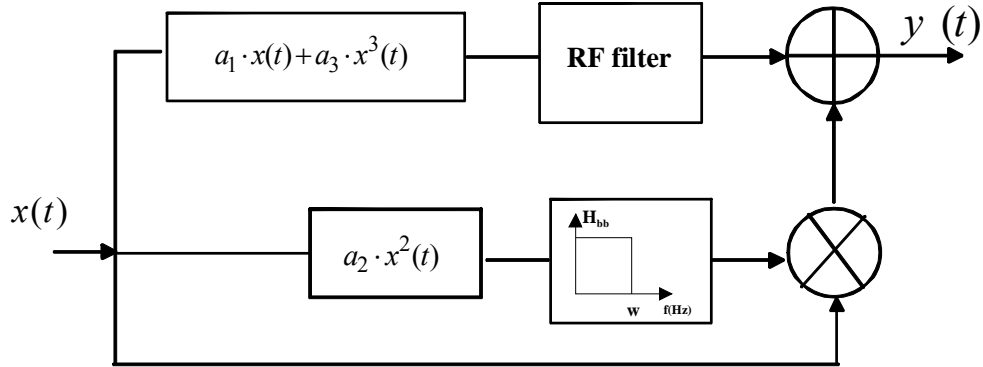 y (t)
a₁·x(t)+a₃·x³(t)
RF filter
x(t)
a₂·x²(t)
H_bb
w f(Hz)